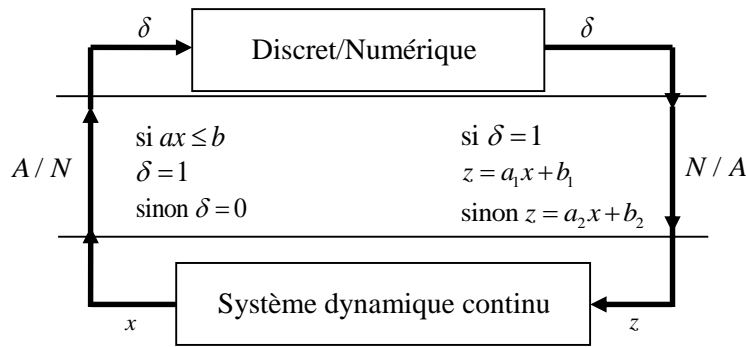 δ
Discret/Numérique
δ
A / N
si ax ≤ b
δ = 1
sinon δ = 0
si δ = 1
z = a₁x + b₁
sinon z = a₂x + b₂
N / A
Système dynamique continu
x
z